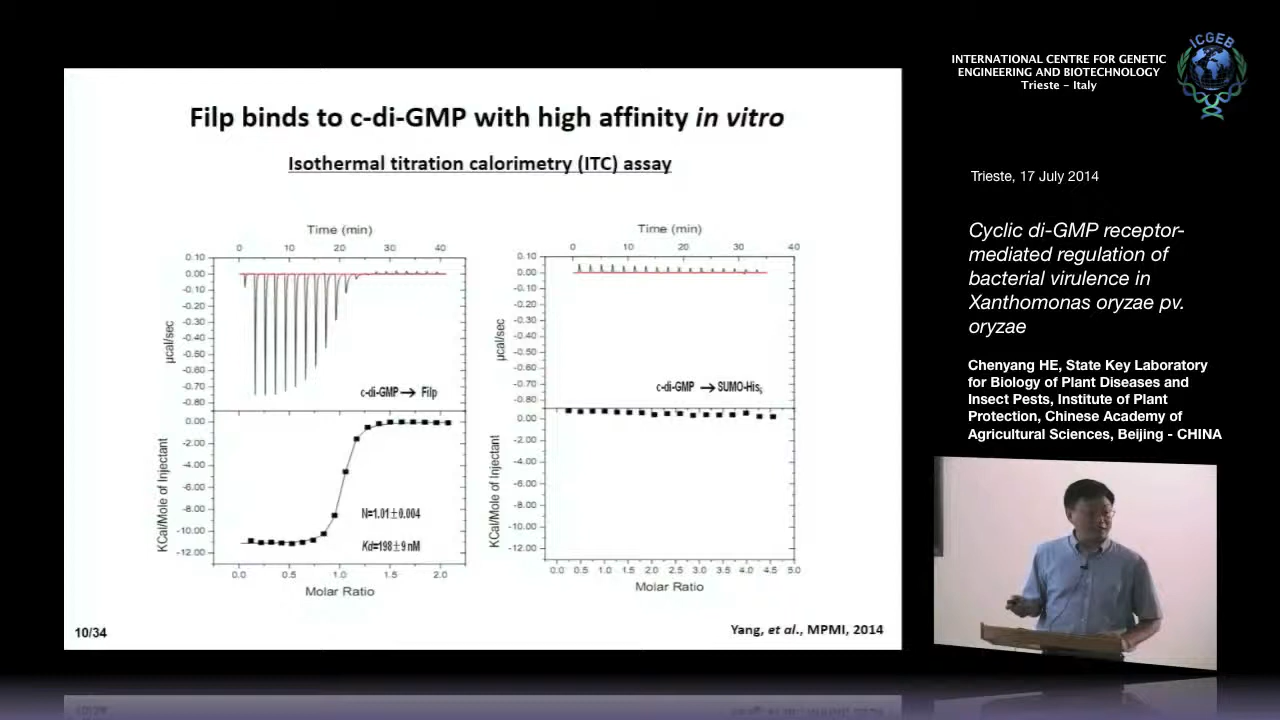 Filp binds to c-di-GMP with high affinity in vitro
Isothermal titration calorimetry (ITC) assay
Time (min)
0 10 20 30 40
0.10
0.00
-0.10
-0.20
-0.30
-0.40
-0.50
-0.60
-0.70
-0.80
µcal/sec
c-di-GMP → Filp
0.00
-2.00
-4.00
-6.00
-8.00
-10.00
-12.00
KCal/Mole of Injectant
N=1.01±0.004
Kd=198±9 nM
0.0 0.5 1.0 1.5 2.0
Molar Ratio
Time (min)
0 10 20 30 40
0.10
0.00
-0.10
-0.20
-0.30
-0.40
-0.50
-0.60
-0.70
-0.80
µcal/sec
c-di-GMP → SUMO-His6
0.00
-2.00
-4.00
-6.00
-8.00
-10.00
-12.00
KCal/Mole of Injectant
0.0 0.5 1.0 1.5 2.0 2.5 3.0 3.5 4.0 4.5 5.0
Molar Ratio
10/34
Yang, et al., MPMI, 2014
INTERNATIONAL CENTRE FOR GENETIC
ENGINEERING AND BIOTECHNOLOGY
Trieste - Italy
ICGEB
Trieste, 17 July 2014
Cyclic di-GMP receptor-
mediated regulation of
bacterial virulence in
Xanthomonas oryzae pv.
oryzae
Chenyang HE, State Key Laboratory
for Biology of Plant Diseases and
Insect Pests, Institute of Plant
Protection, Chinese Academy of
Agricultural Sciences, Beijing - CHINA